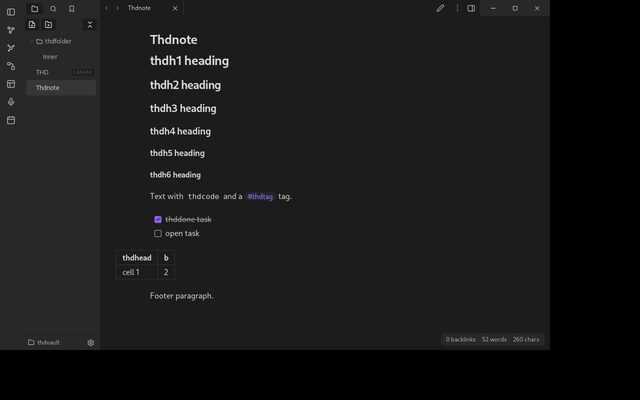 Thdnote
thdfolder
Inner
THD CANVAS
Thdnote
thdvault
Thdnote
thdh1 heading
thdh2 heading
thdh3 heading
thdh4 heading
thdh5 heading
thdh6 heading
Text with thdcode and a #thdtag tag.
thddone task
open task
thdhead b
cell 1 2
Footer paragraph.
0 backlinks 52 words 260 chars